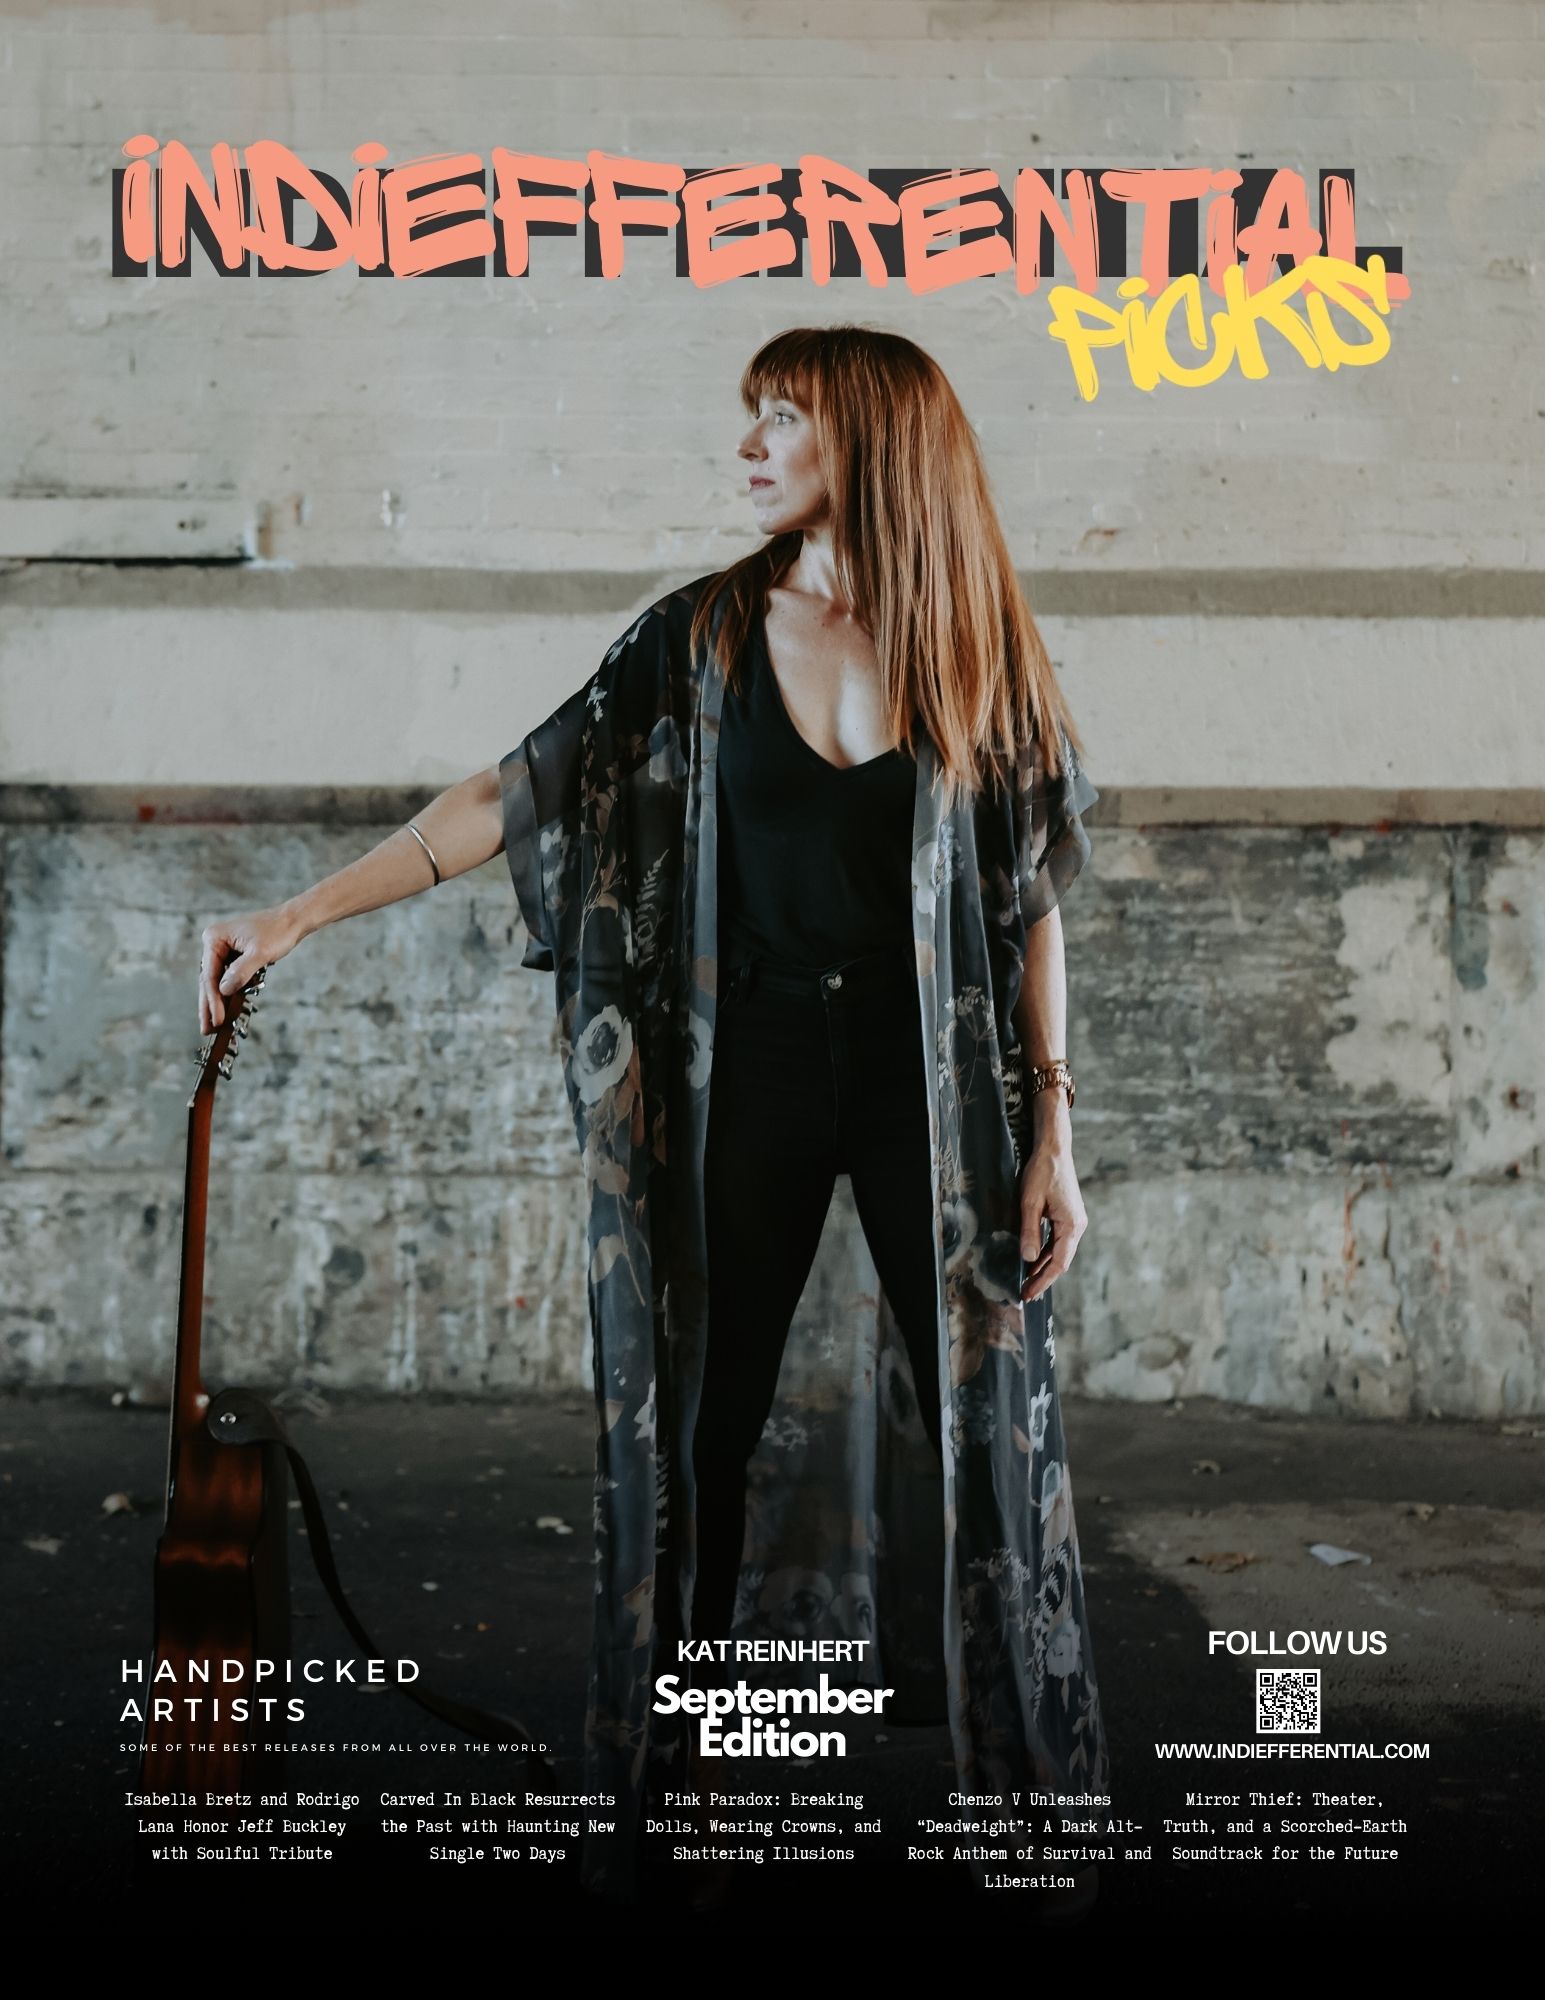 INDIEFFERENTIAL
PICKS
HANDPICKED
ARTISTS
SOME OF THE BEST RELEASES FROM ALL OVER THE WORLD.
KAT REINHERT
September
Edition
FOLLOW US
WWW.INDIEFFERENTIAL.COM
Isabella Bretz and Rodrigo
Lana Honor Jeff Buckley
with Soulful Tribute
Carved In Black Resurrects
the Past with Haunting New
Single Two Days
Pink Paradox: Breaking
Dolls, Wearing Crowns, and
Shattering Illusions
Chenzo V Unleashes
“Deadweight”: A Dark Alt-
Rock Anthem of Survival and
Liberation
Mirror Thief: Theater,
Truth, and a Scorched-Earth
Soundtrack for the Future